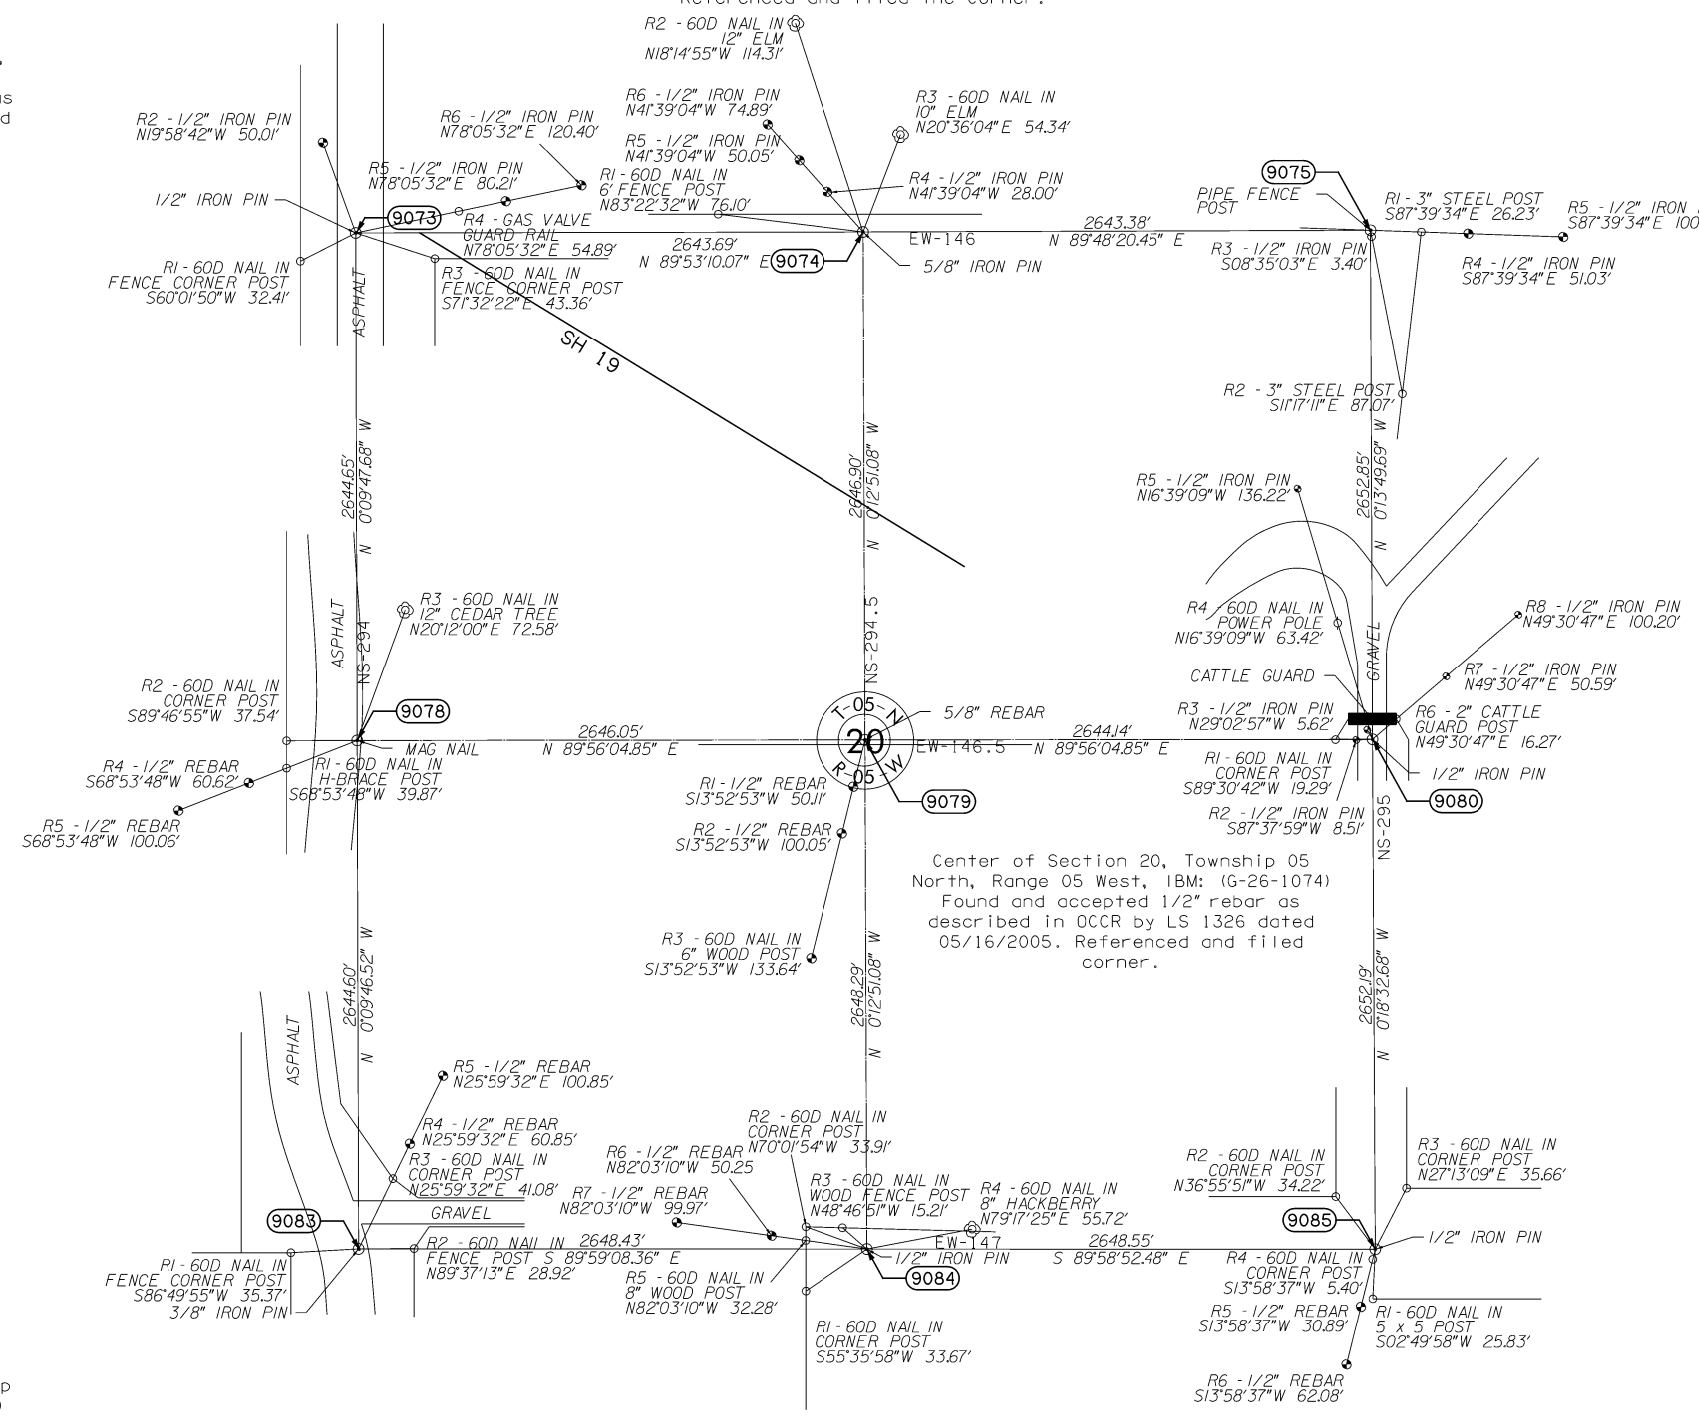 Referenced and filed the corner.
R2 - 60D NAIL IN
12" ELM
N18°14'55"W 114.31'
R6 - 1/2" IRON PIN
N41°39'04"W 74.89'
R5 - 1/2" IRON PIN
N41°39'04"W 50.05'
R3 - 60D NAIL IN
10" ELM
N20°36'04"E 54.34'
R4 - 1/2" IRON PIN
N41°39'04"W 28.00'
R2 - 1/2" IRON PIN
N19°58'42"W 50.01'
R6 - 1/2" IRON PIN
N78°05'32"E 120.40'
R5 - 1/2" IRON PIN
N78°05'32"E 80.21'
R1 - 60D NAIL IN
6' FENCE POST
N83°22'32"W 76.10'
1/2" IRON PIN
9073
R4 - GAS VALVE
GUARD RAIL
N78°05'32"E 54.89'
2643.69'
N 89°53'10.07" E
9074
EW-146
5/8" IRON PIN
2643.38'
N 89°48'20.45" E
9075
PIPE FENCE
POST
R1 - 3" STEEL POST
S87°39'34"E 26.23'
R5 - 1/2" IRON
S87°39'34"E 100
R3 - 1/2" IRON PIN
S08°35'03"E 3.40'
R4 - 1/2" IRON PIN
S87°39'34"E 51.03'
R1 - 60D NAIL IN
FENCE CORNER POST
S60°01'50"W 32.41'
ASPHALT
R3 - 60D NAIL IN
FENCE CORNER POST
S71°32'22"E 43.36'
SH 19
R2 - 3" STEEL POST
S11°17'11"E 87.07'
2644.65'
N 0°09'47.68" W
2646.90'
N 0°12'51.08" W
2652.85'
N 0°13'49.69" W
R5 - 1/2" IRON PIN
N16°39'09"W 136.22'
R3 - 60D NAIL IN
12" CEDAR TREE
N20°12'00"E 72.58'
ASPHALT
NS-294
NS-294.5
R4 - 60D NAIL IN
POWER POLE
N16°39'09"W 63.42'
GRAVEL
R8 - 1/2" IRON PIN
N49°30'47"E 100.20'
CATTLE GUARD
R7 - 1/2" IRON PIN
N49°30'47"E 50.59'
R2 - 60D NAIL IN
CORNER POST
S89°46'55"W 37.54'
9078
MAG NAIL
2646.05'
N 89°56'04.85" E
T-05-N
20
R-05-W
5/8" REBAR
EW-146.5
2644.14'
N 89°56'04.85" E
R3 - 1/2" IRON PIN
N29°02'57"W 5.62'
R6 - 2" CATTLE
GUARD POST
N49°30'47"E 16.27'
R4 - 1/2" REBAR
S68°53'48"W 60.62'
R1 - 60D NAIL IN
H-BRACE POST
S68°53'48"W 39.87'
R5 - 1/2" REBAR
S68°53'48"W 100.06'
R1 - 1/2" REBAR
S13°52'53"W 50.11'
9079
R2 - 1/2" REBAR
S13°52'53"W 100.05'
R1 - 60D NAIL IN
CORNER POST
S89°30'42"W 19.29'
1/2" IRON PIN
9080
R2 - 1/2" IRON PIN
S87°37'59"W 8.51'
NS-295
Center of Section 20, Township 05
North, Range 05 West, IBM: (G-26-1074)
Found and accepted 1/2" rebar as
described in OCCR by LS 1326 dated
05/16/2005. Referenced and filed
corner.
R3 - 60D NAIL IN
6" WOOD POST
S13°52'53"W 133.64'
2644.60'
N 0°09'46.52" W
2648.29'
N 0°12'51.08" W
2652.19'
N 0°18'32.68" W
ASPHALT
R5 - 1/2" REBAR
N25°59'32"E 100.85'
R4 - 1/2" REBAR
N25°59'32"E 60.85'
R3 - 60D NAIL IN
CORNER POST
N25°59'32"E 41.08'
GRAVEL
9083
R2 - 60D NAIL IN
FENCE POST
N89°37'13"E 28.92'
2648.43'
S 89°59'08.36" E
R1 - 60D NAIL IN
FENCE CORNER POST
S86°49'55"W 35.37'
3/8" IRON PIN
R2 - 60D NAIL IN
CORNER POST
N70°01'54"W 33.91'
R6 - 1/2" REBAR
N82°03'10"W 50.25
R7 - 1/2" REBAR
N82°03'10"W 99.97'
R3 - 60D NAIL IN
WOOD FENCE POST
N48°46'51"W 15.21'
R4 - 60D NAIL IN
8" HACKBERRY
N79°17'25"E 55.72'
EW-147
1/2" IRON PIN
9084
R5 - 60D NAIL IN
8" WOOD POST
N82°03'10"W 32.28'
R1 - 60D NAIL IN
CORNER POST
S55°35'58"W 33.67'
2648.55'
S 89°58'52.48" E
R2 - 60D NAIL IN
CORNER POST
N36°55'51"W 34.22'
R3 - 60D NAIL IN
CORNER POST
N27°13'09"E 35.66'
9085
1/2" IRON PIN
R4 - 60D NAIL IN
CORNER POST
S13°58'37"W 5.40'
R5 - 1/2" REBAR
S13°58'37"W 30.89'
R1 - 60D NAIL IN
5 x 5 POST
S02°49'58"W 25.83'
R6 - 1/2" REBAR
S13°58'37"W 62.08'